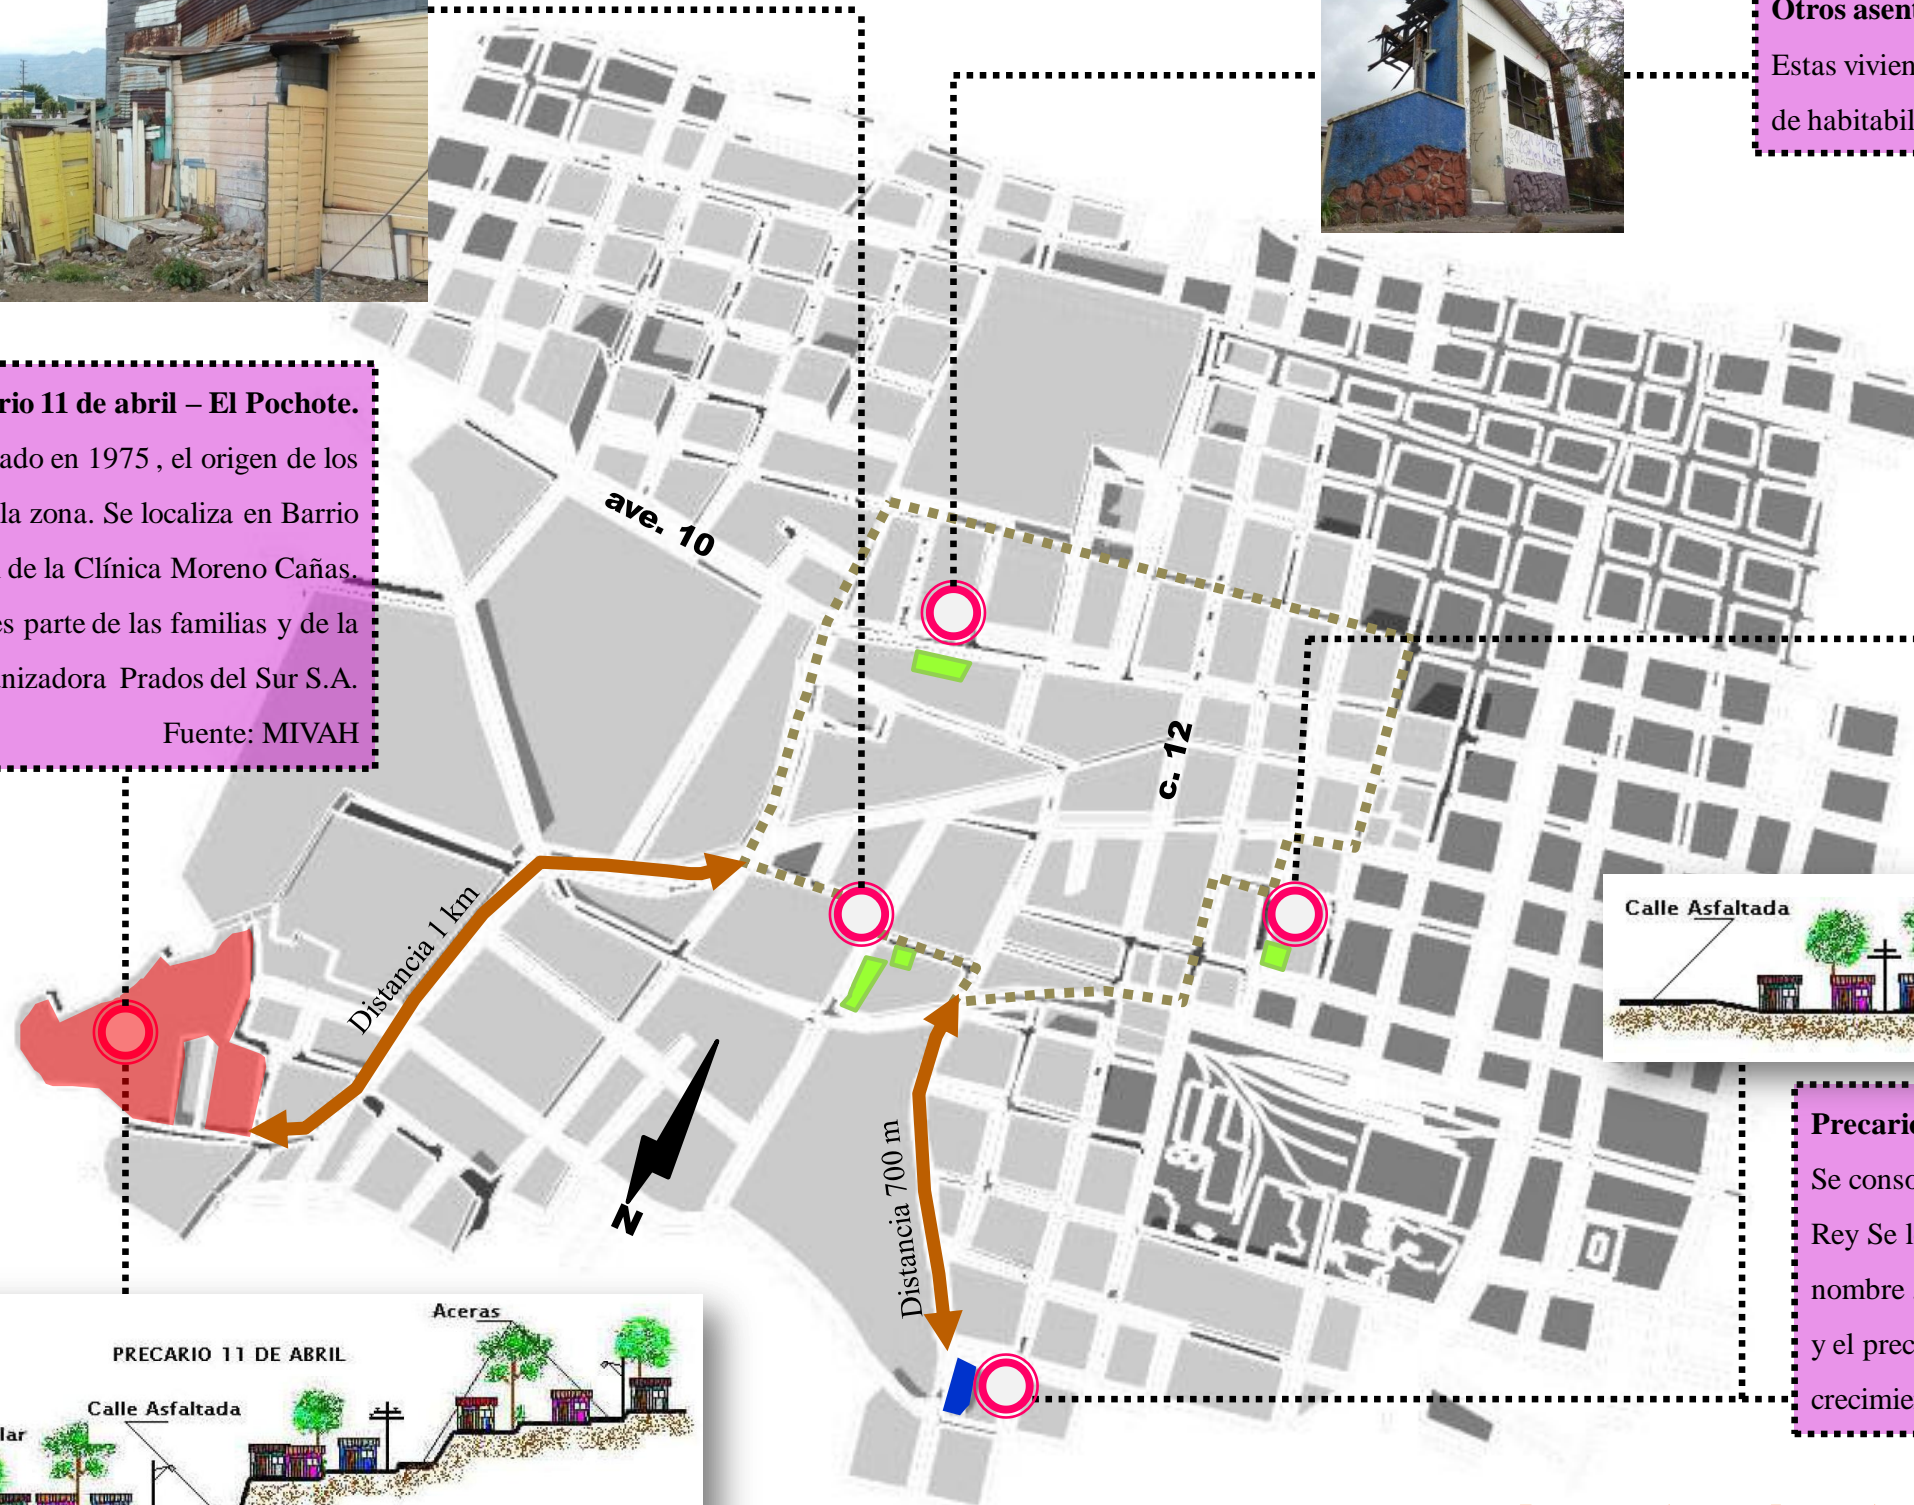 Otros asent
Estas vivien
de habitabil
rio 11 de abril – El Pochote.
ado en 1975 , el origen de los
la zona. Se localiza en Barrio
de la Clínica Moreno Cañas.
es parte de las familias y de la
nizadora Prados del Sur S.A.
Fuente: MIVAH
ave. 10
c. 12
Distancia 1 km
Distancia 700 m
N
Calle Asfaltada
Precario
Se conso
Rey Se l
nombre
y el prec
crecimie
Aceras
PRECARIO 11 DE ABRIL
Calle Asfaltada
lar